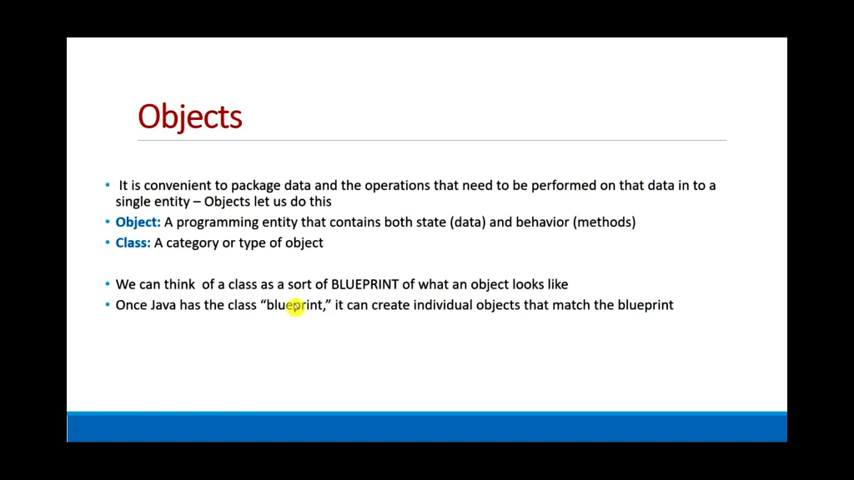 Objects
• It is convenient to package data and the operations that need to be performed on that data in to a
single entity – Objects let us do this
• Object: A programming entity that contains both state (data) and behavior (methods)
• Class: A category or type of object
• We can think of a class as a sort of BLUEPRINT of what an object looks like
• Once Java has the class “blueprint,” it can create individual objects that match the blueprint